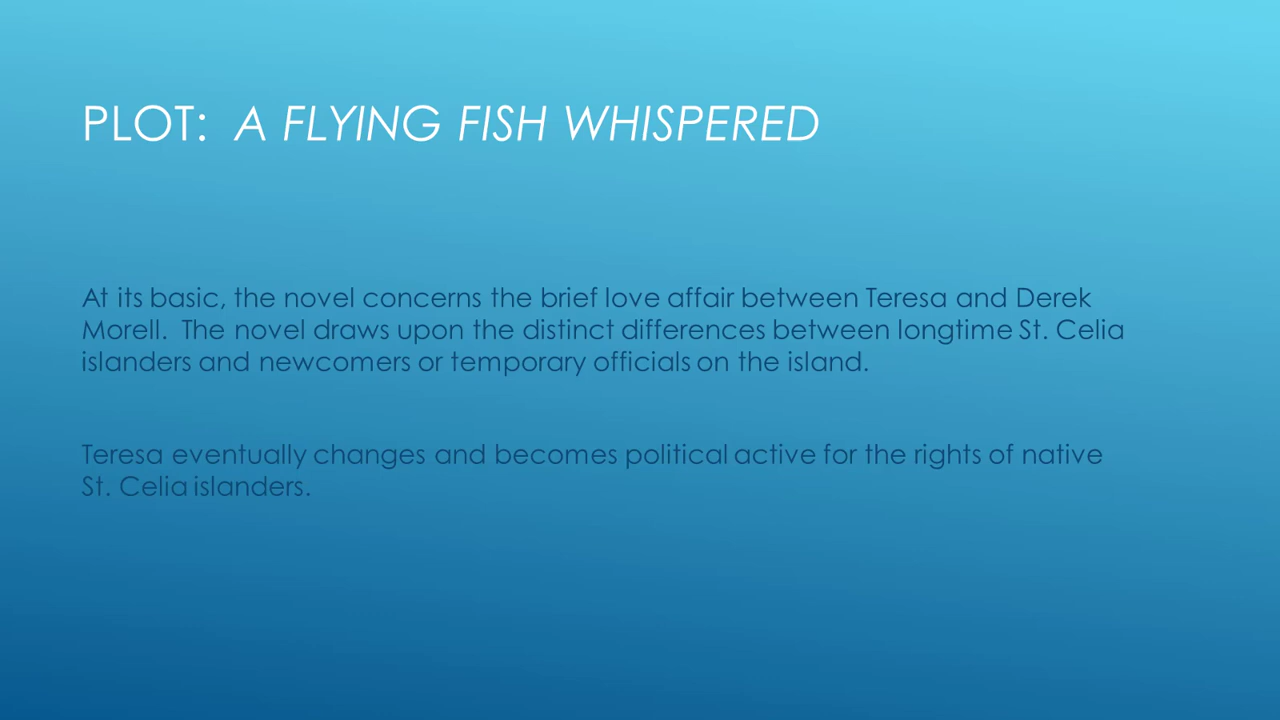 PLOT: A FLYING FISH WHISPERED
At its basic, the novel concerns the brief love affair between Teresa and Derek
Morell. The novel draws upon the distinct differences between longtime St. Celia
islanders and newcomers or temporary officials on the island.
Teresa eventually changes and becomes political active for the rights of native
St. Celia islanders.